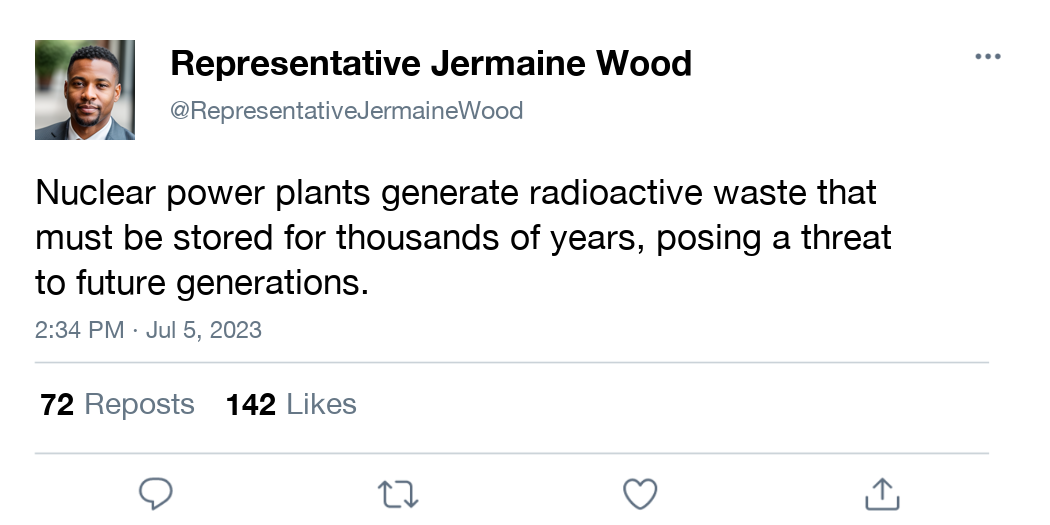 Representative Jermaine Wood
@RepresentativeJermaineWood
Nuclear power plants generate radioactive waste that
must be stored for thousands of years, posing a threat
to future generations.
2:34 PM · Jul 5, 2023
72 Reposts 142 Likes